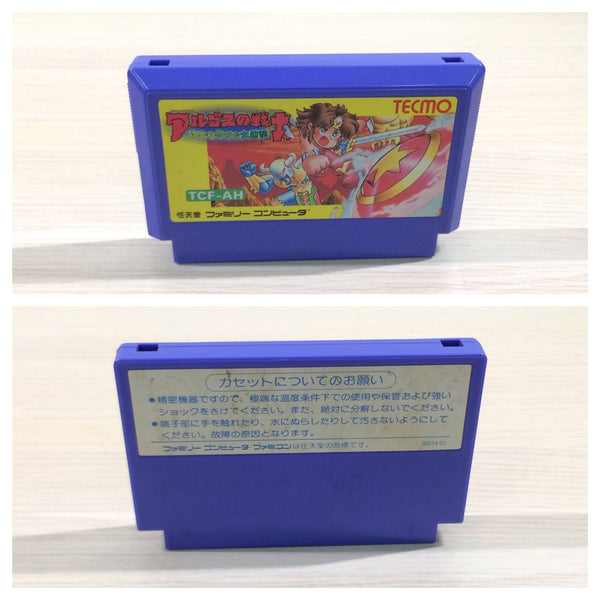 アルゴスの戦士
TECMO
TCF-AH
任天堂 ファミリー コンピュータ™
カセットについてのお願い
●精密機器ですので、極端な温度条件下での使用や保管および強い
ショックをさけてください。また、絶対に分解しないでください。
●端子部に手を触れたり、水にぬらしたりして汚さないようにして
ください。故障の原因となります。
ファミリー コンピュータ・ファミコンは任天堂の商標です。
860410